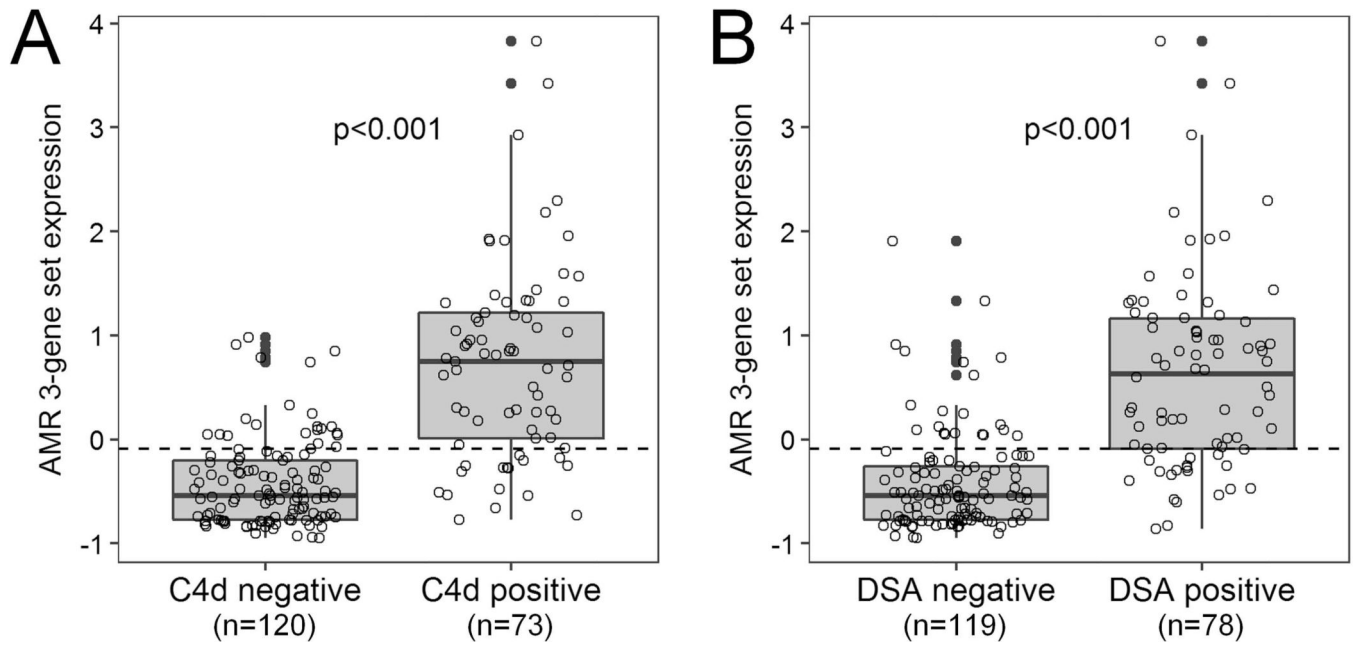 A
AMR 3-gene set expression
4
3
2
1
0
-1
p<0.001
C4d negative
(n=120)
C4d positive
(n=73)
B
AMR 3-gene set expression
4
3
2
1
0
-1
p<0.001
DSA negative
(n=119)
DSA positive
(n=78)